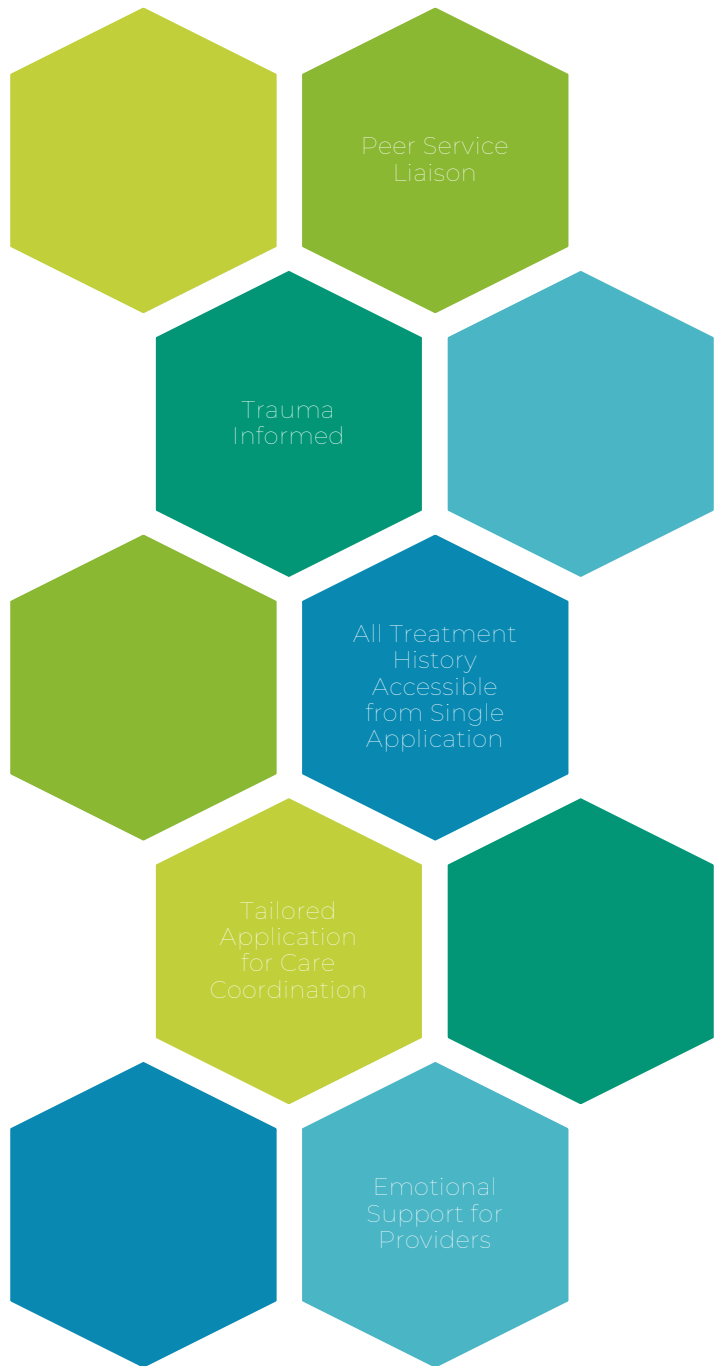 Peer Service
Liaison
Trauma
Informed
All Treatment
History
Accessible
from Single
Application
Tailored
Application
for Care
Coordination
Emotional
Support for
Providers